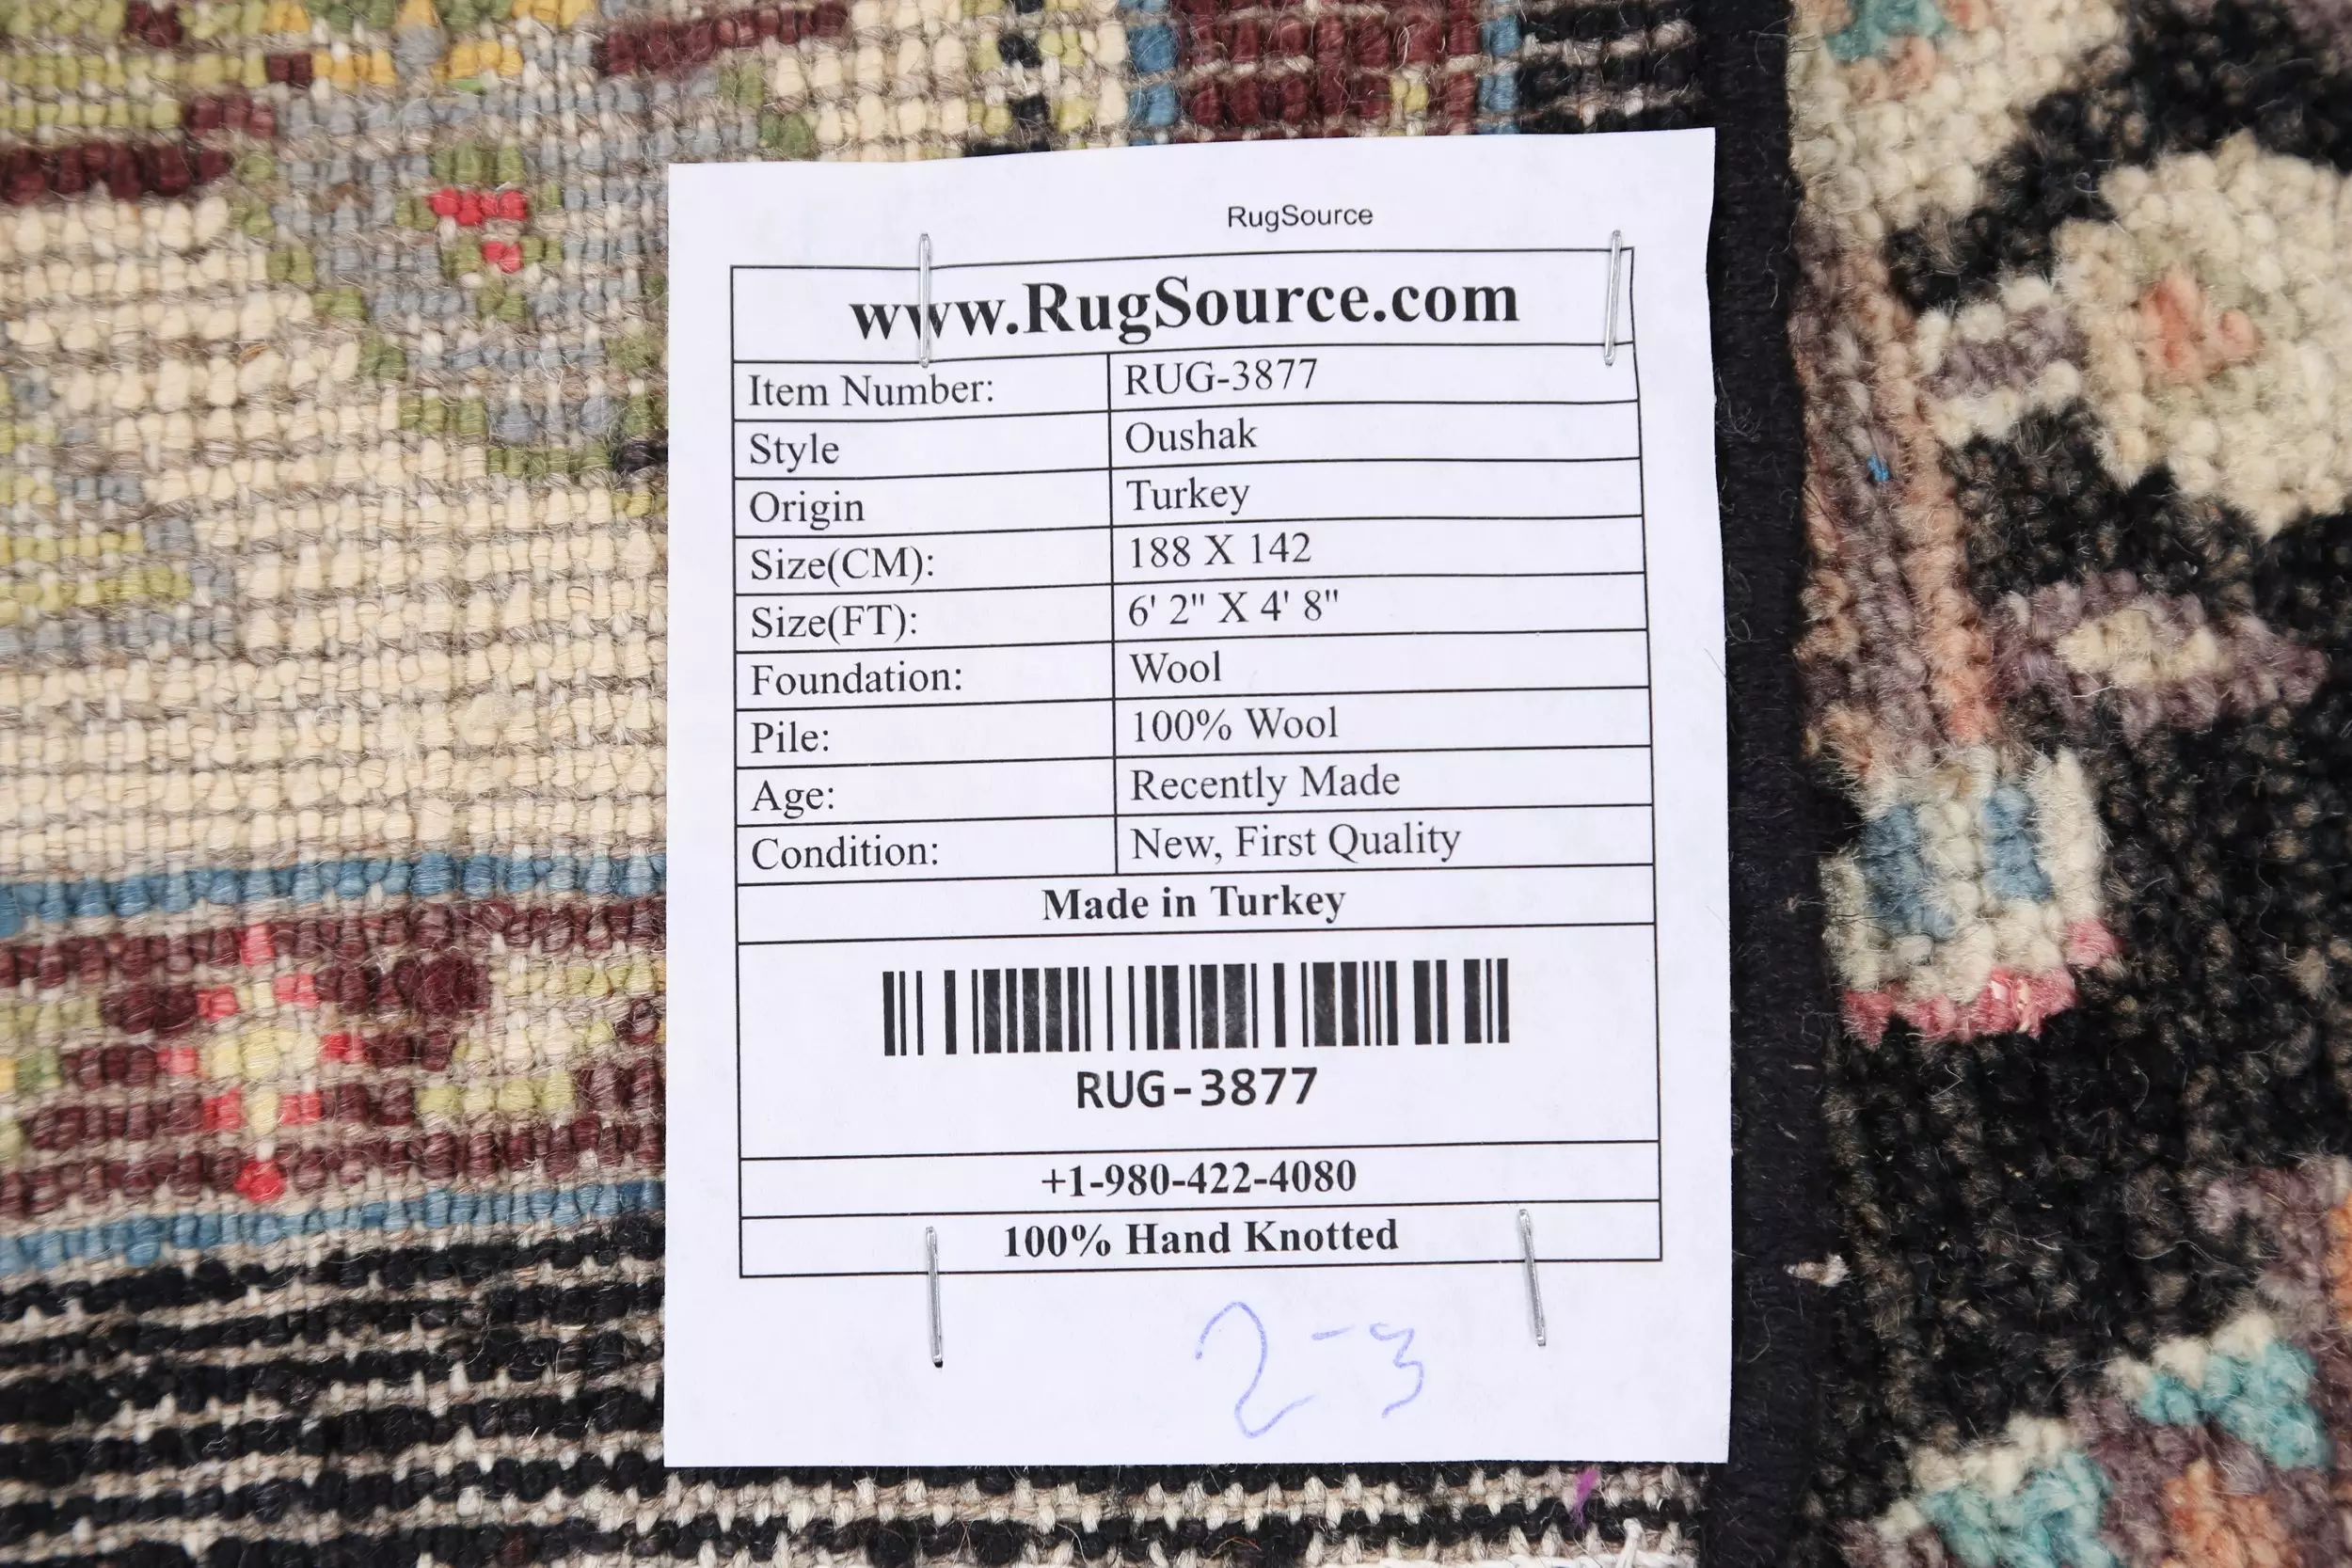 RugSource
www.RugSource.com
Item Number: RUG-3877
Style Oushak
Origin Turkey
Size(CM): 188 X 142
Size(FT): 6' 2" X 4' 8"
Foundation: Wool
Pile: 100% Wool
Age: Recently Made
Condition: New, First Quality
Made in Turkey
RUG-3877
+1-980-422-4080
100% Hand Knotted
2-3